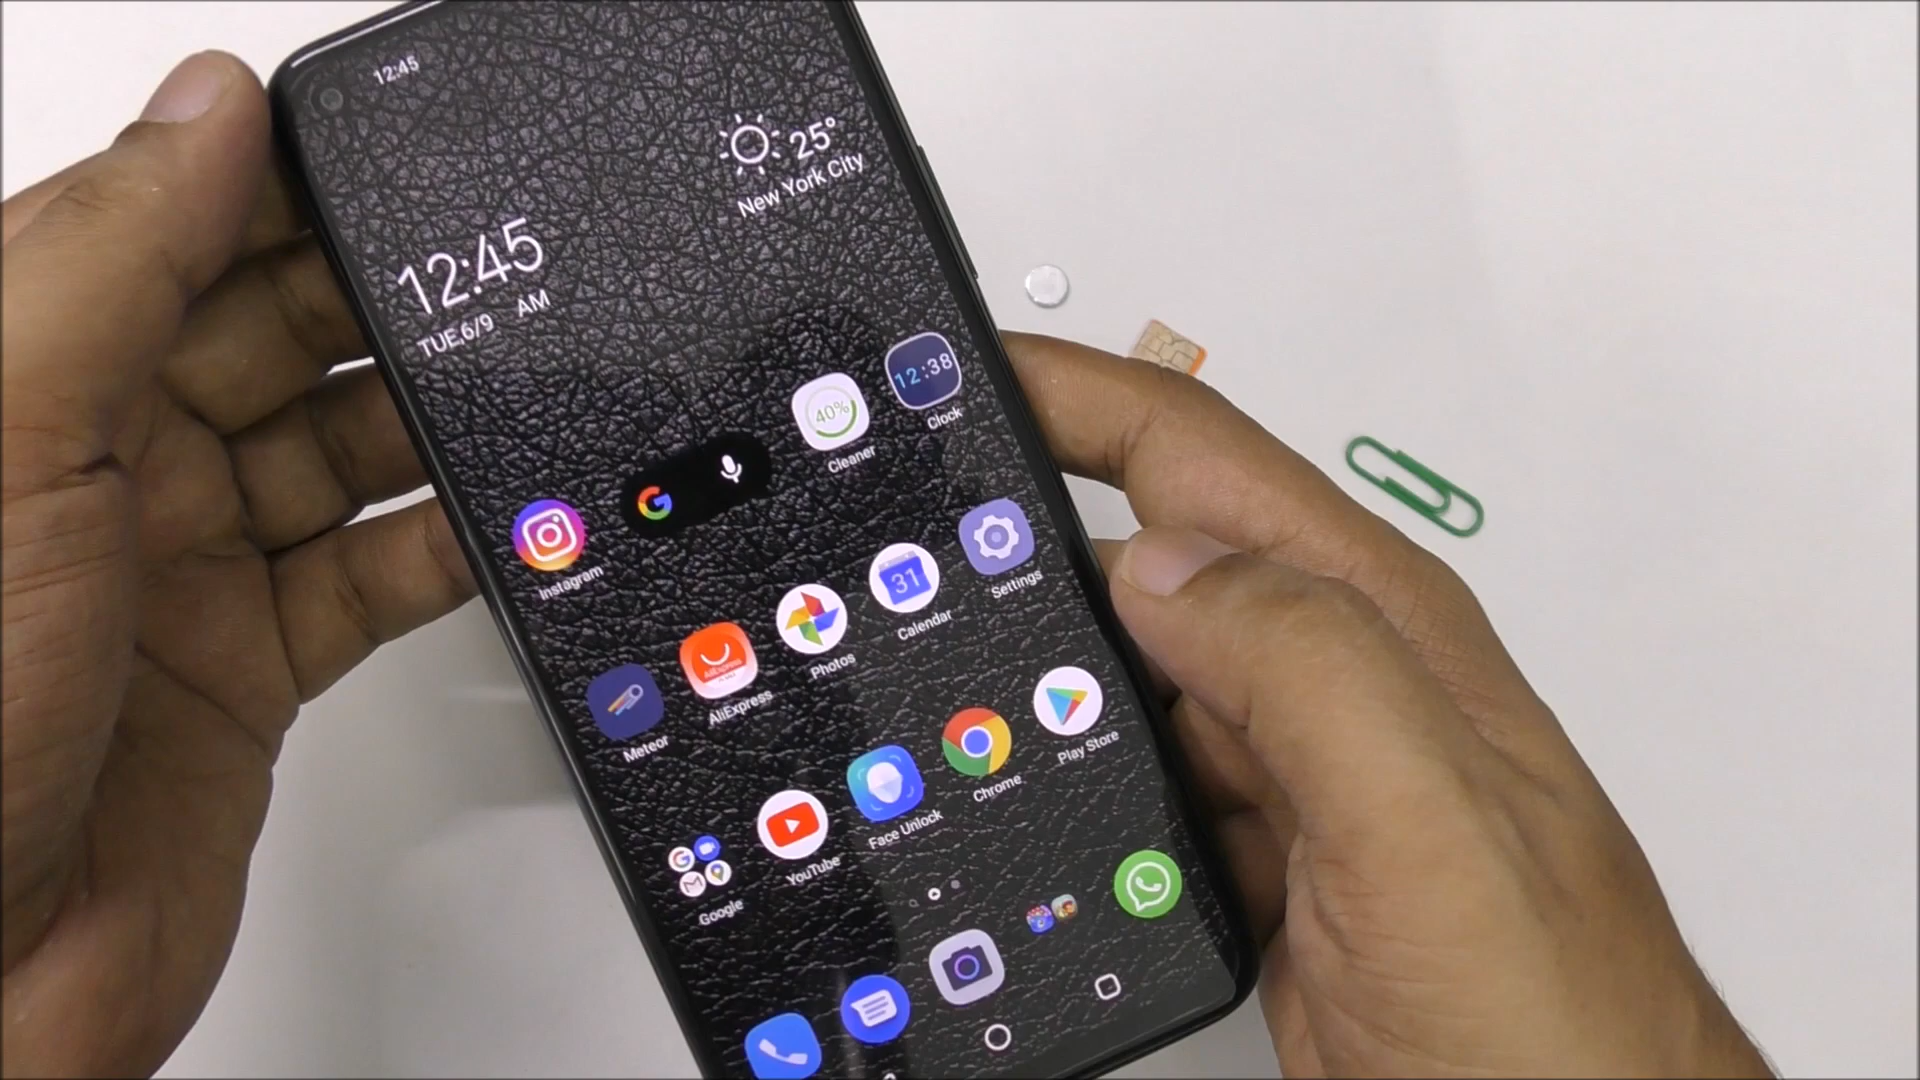 12:45
25°
New York City
12:45
TUE,6/9 AM
12:38
Clock
40%
Cleaner
Instagram
Settings
31
Calendar
Photos
AliExpress
AliExpress
Meteor
Play Store
Chrome
Face Unlock
YouTube
Google